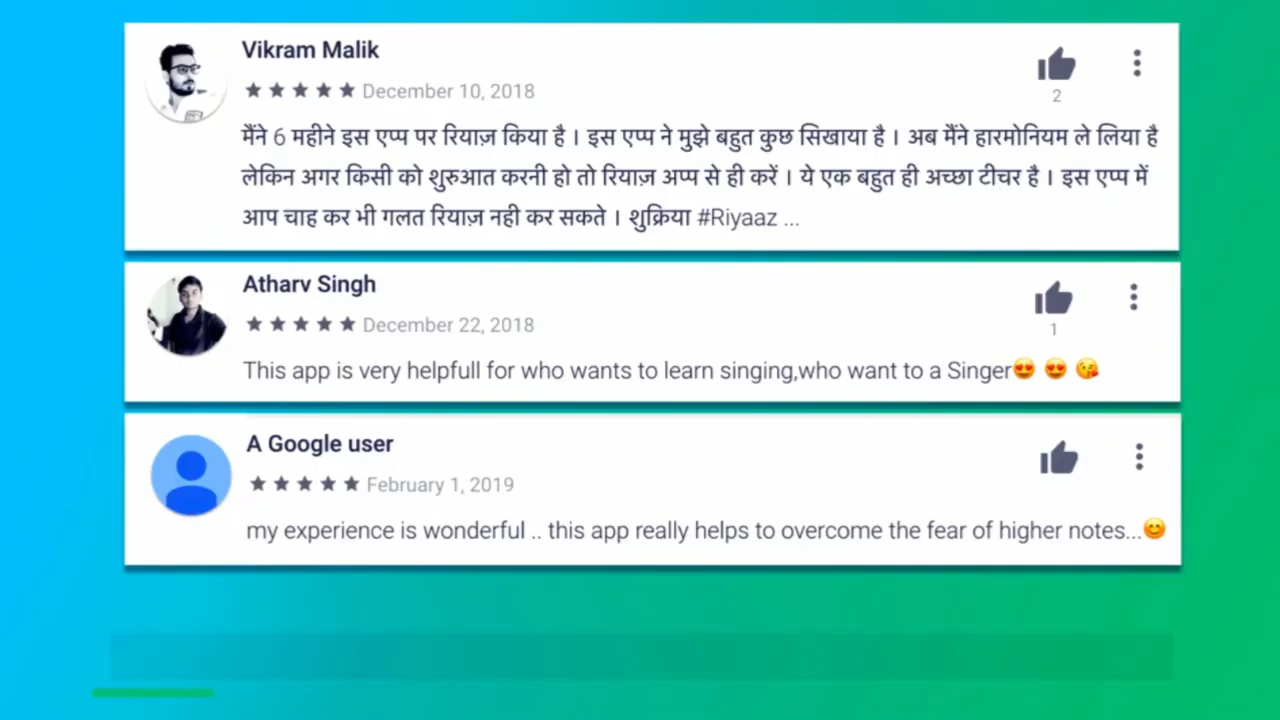 Vikram Malik
December 10, 2018
2
मैंने 6 महीने इस एप्प पर रियाज़ किया है । इस एप्प ने मुझे बहुत कुछ सिखाया है । अब मैंने हारमोनियम ले लिया है
लेकिन अगर किसी को शुरुआत करनी हो तो रियाज़ अप्प से ही करें । ये एक बहुत ही अच्छा टीचर है । इस एप्प में
आप चाह कर भी गलत रियाज़ नही कर सकते । शुक्रिया #Riyaaz ...
Atharv Singh
December 22, 2018
1
This app is very helpfull for who wants to learn singing,who want to a Singer😍 😍 😘
A Google user
February 1, 2019
my experience is wonderful .. this app really helps to overcome the fear of higher notes...😊